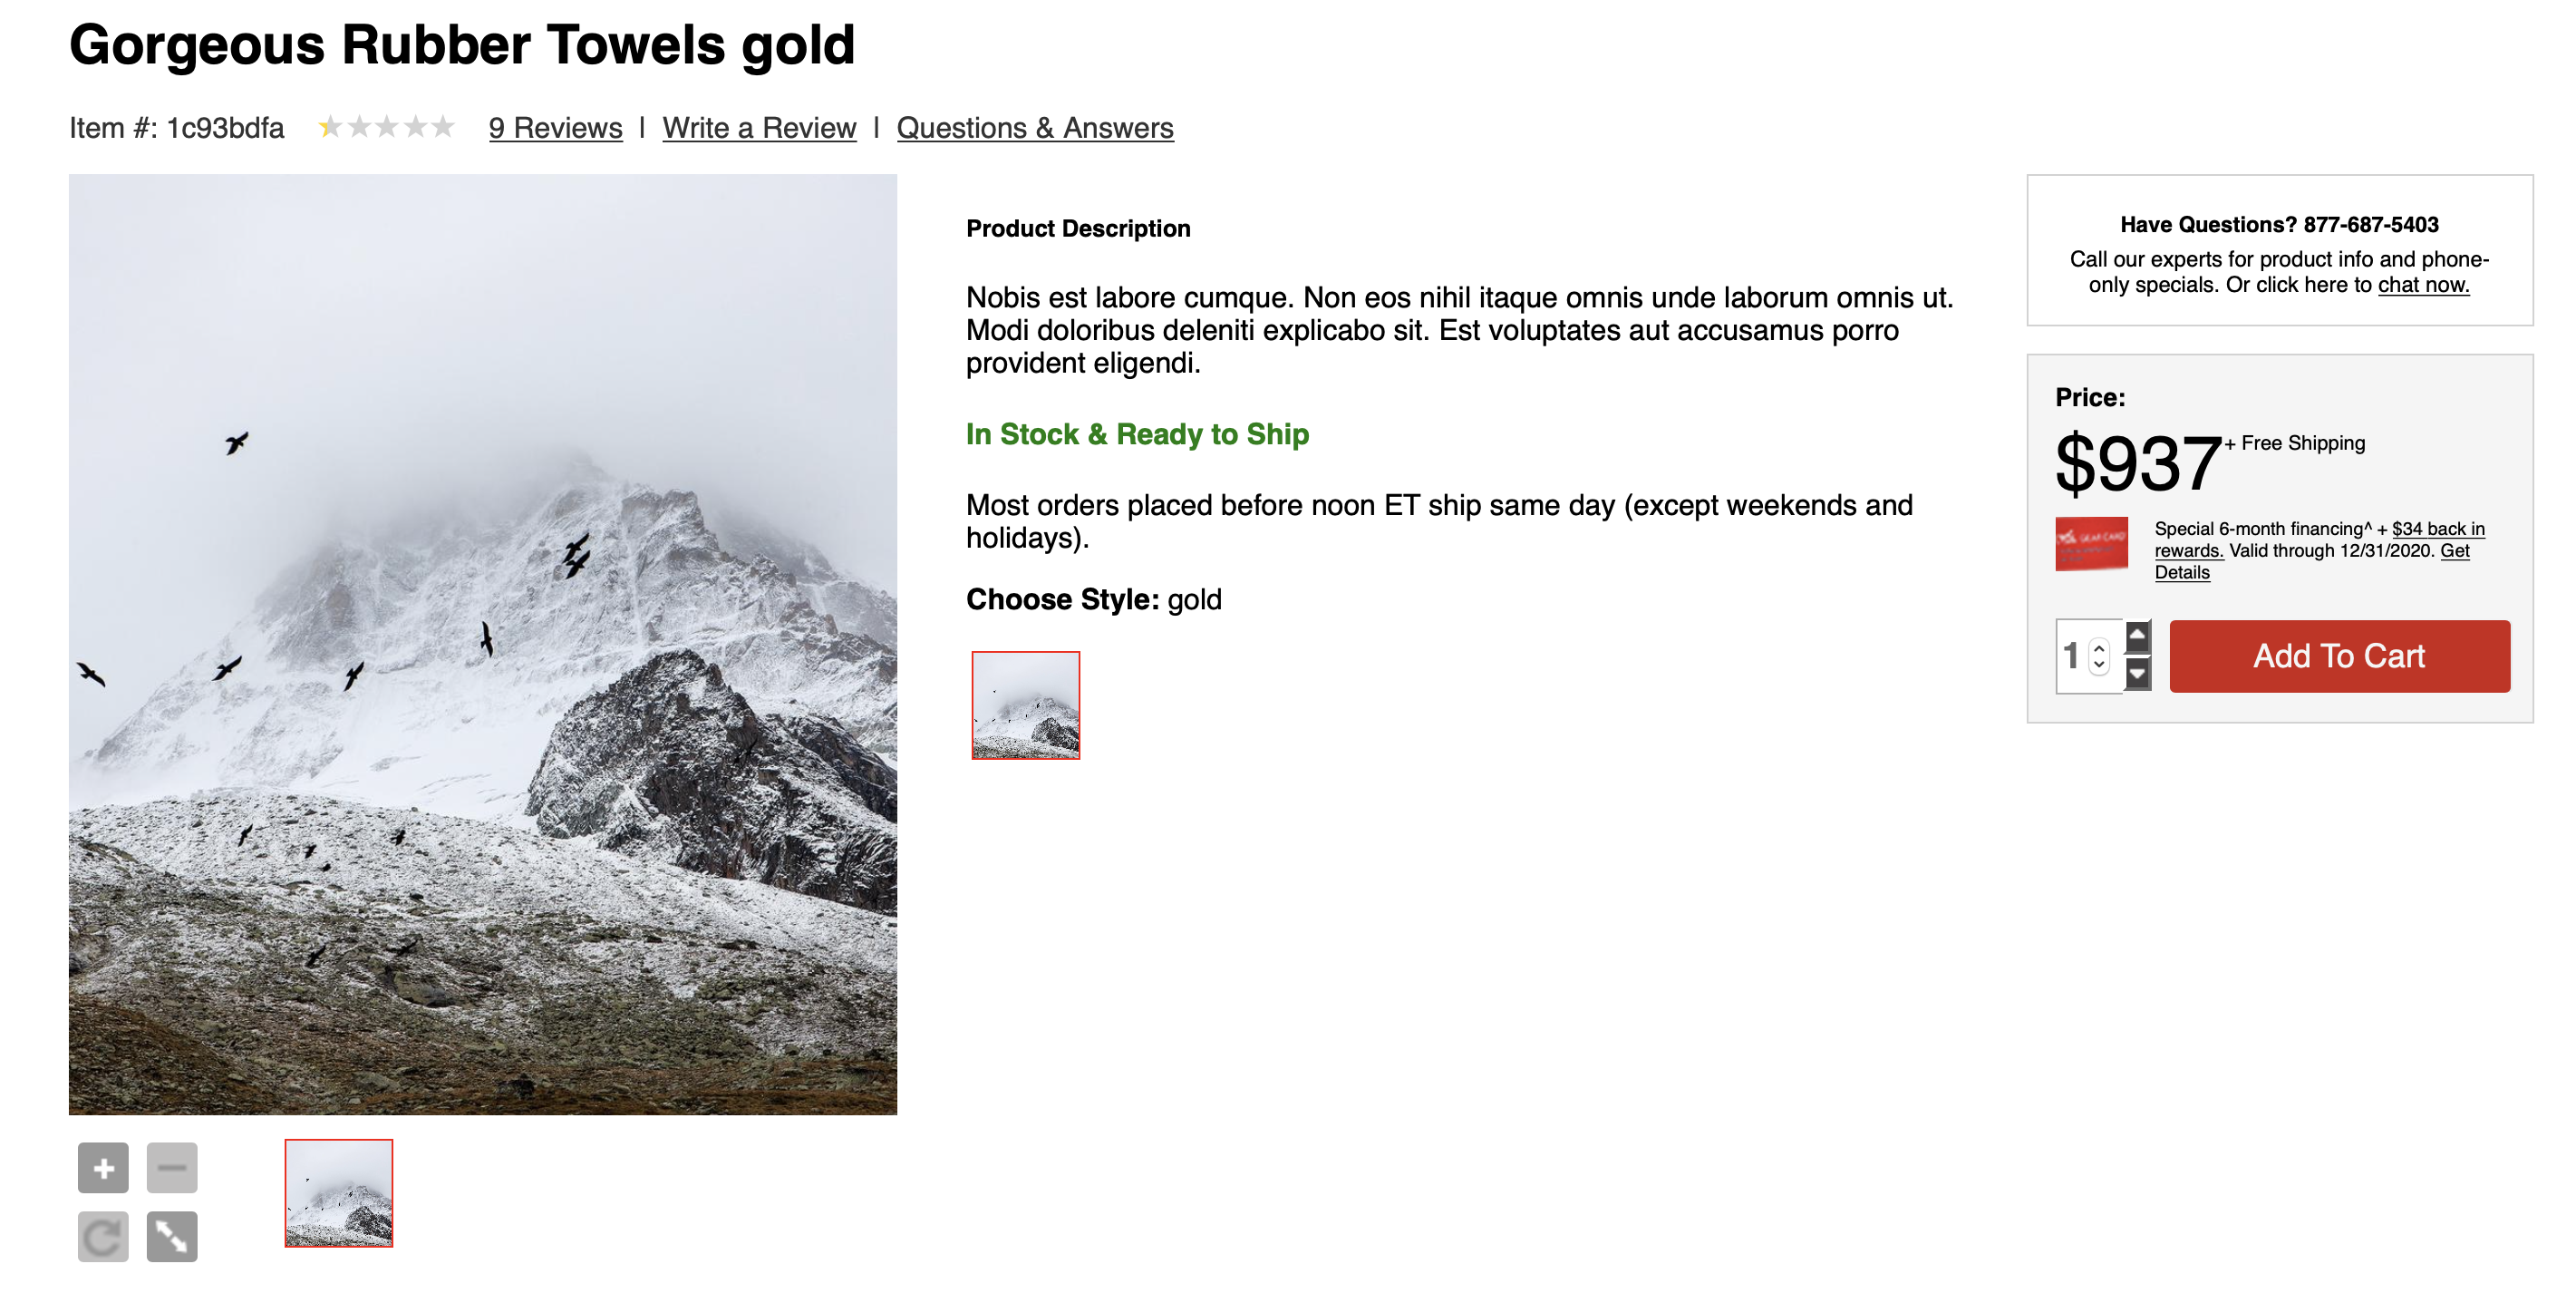 Gorgeous Rubber Towels gold
Item #: 1c93bdfa 9 Reviews | Write a Review | Questions & Answers
Product Description
Nobis est labore cumque. Non eos nihil itaque omnis unde laborum omnis ut.
Modi doloribus deleniti explicabo sit. Est voluptates aut accusamus porro
provident eligendi.
In Stock & Ready to Ship
Most orders placed before noon ET ship same day (except weekends and
holidays).
Choose Style: gold
Have Questions? 877-687-5403
Call our experts for product info and phone-
only specials. Or click here to chat now.
Price:
$937 + Free Shipping
GEAR CARD
Special 6-month financing^ + $34 back in
rewards. Valid through 12/31/2020. Get
Details
1
Add To Cart